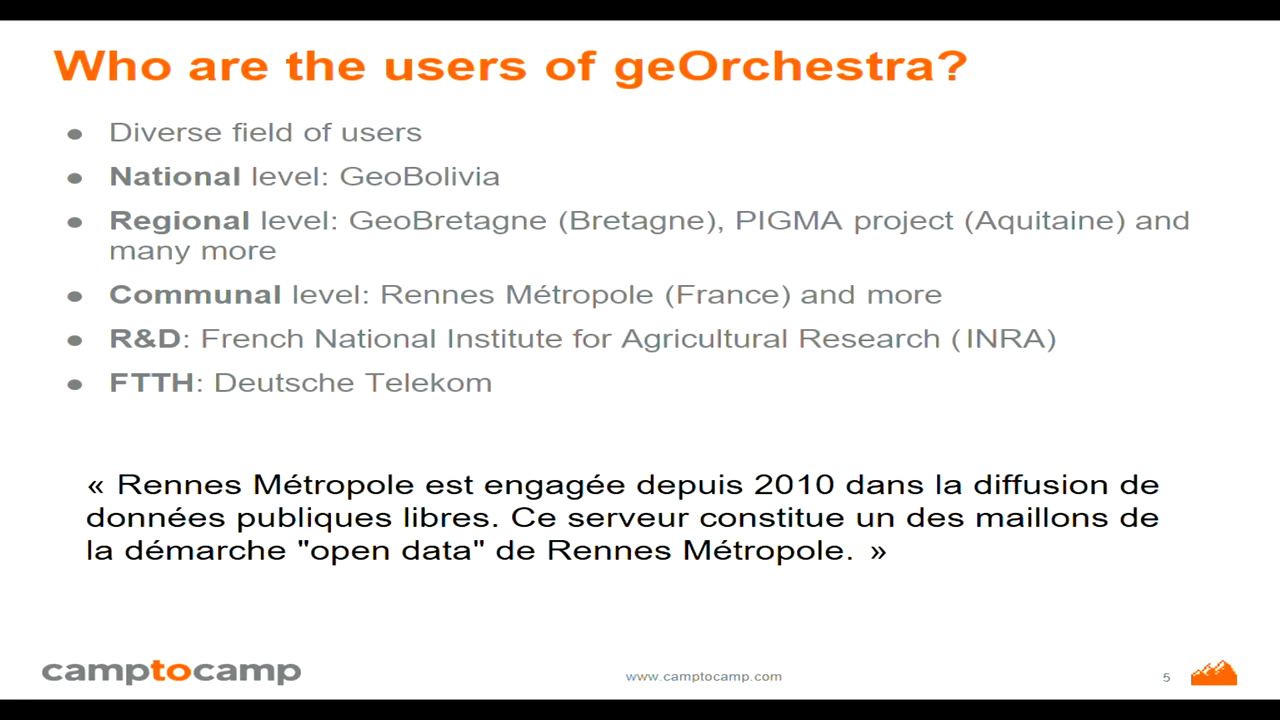 Who are the users of geOrchestra?
● Diverse field of users
● National level: GeoBolivia
● Regional level: GeoBretagne (Bretagne), PIGMA project (Aquitaine) and
many more
● Communal level: Rennes Métropole (France) and more
● R&D: French National Institute for Agricultural Research (INRA)
● FTTH: Deutsche Telekom
« Rennes Métropole est engagée depuis 2010 dans la diffusion de
données publiques libres. Ce serveur constitue un des maillons de
la démarche "open data" de Rennes Métropole. »
camptocamp
www.camptocamp.com
5